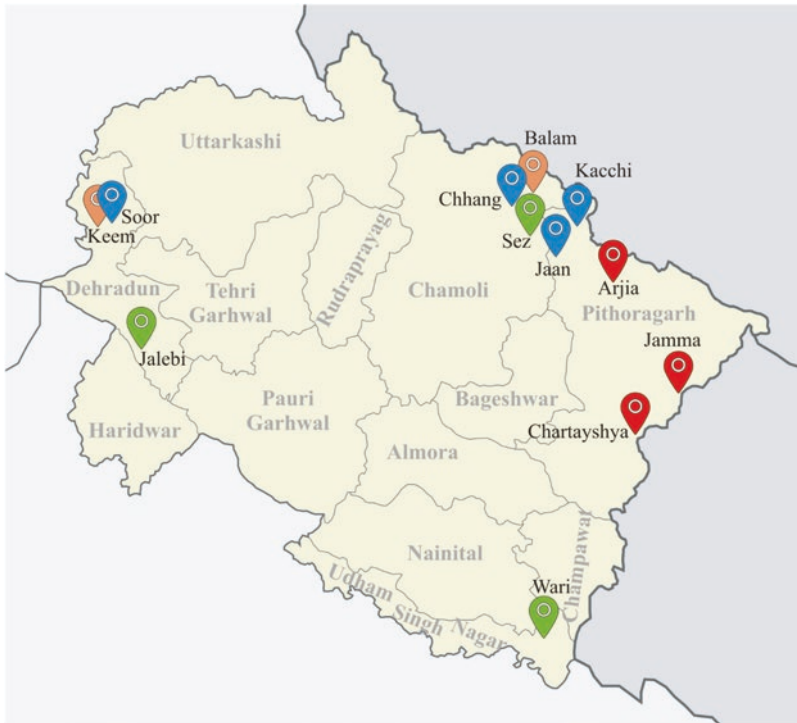 Uttarkashi
Balam
Kacchi
Chhang
Soor
Keem
Sez
Jaan
Rudraprayag
Dehradun
Tehri
Garhwal
Chamoli
Arjia
Pithoragarh
Jalebi
Jamma
Pauri
Garhwal
Bageshwar
Haridwar
Chartayshya
Almora
Champawat
Nainital
Wari
Udham
Singh
Nagar